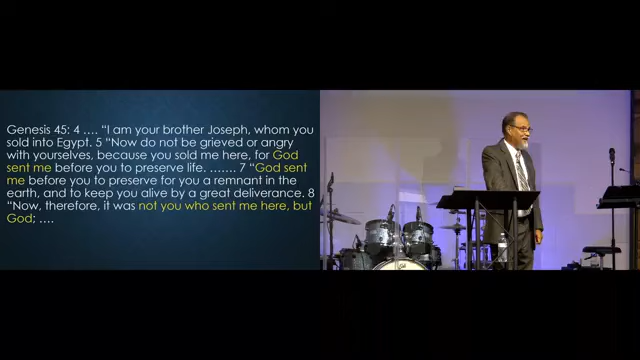 Genesis 45: 4 .... “I am your brother Joseph, whom you
sold into Egypt. 5 “Now do not be grieved or angry
with yourselves, because you sold me here, for God
sent me before you to preserve life. ....... 7 “God sent
me before you to preserve for you a remnant in the
earth, and to keep you alive by a great deliverance. 8
“Now, therefore, it was not you who sent me here, but
God; ....